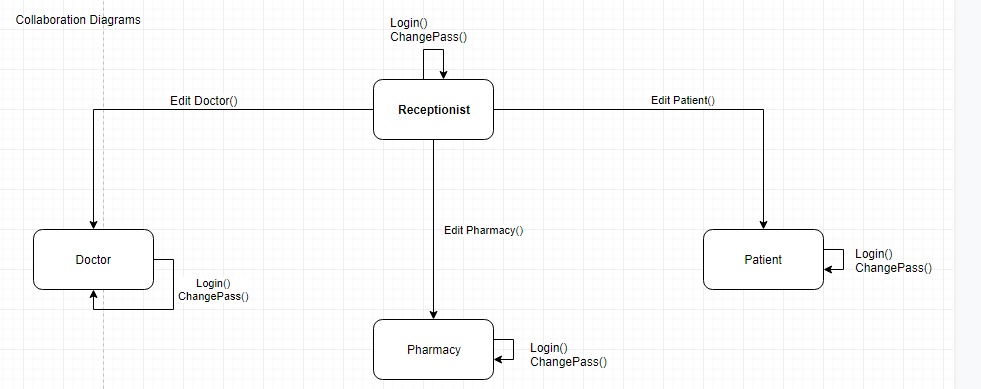 Collaboration Diagrams
Login()
ChangePass()
Edit Doctor()
Receptionist
Edit Patient()
Edit Pharmacy()
Doctor
Login()
ChangePass()
Patient
Login()
ChangePass()
Pharmacy
Login()
ChangePass()